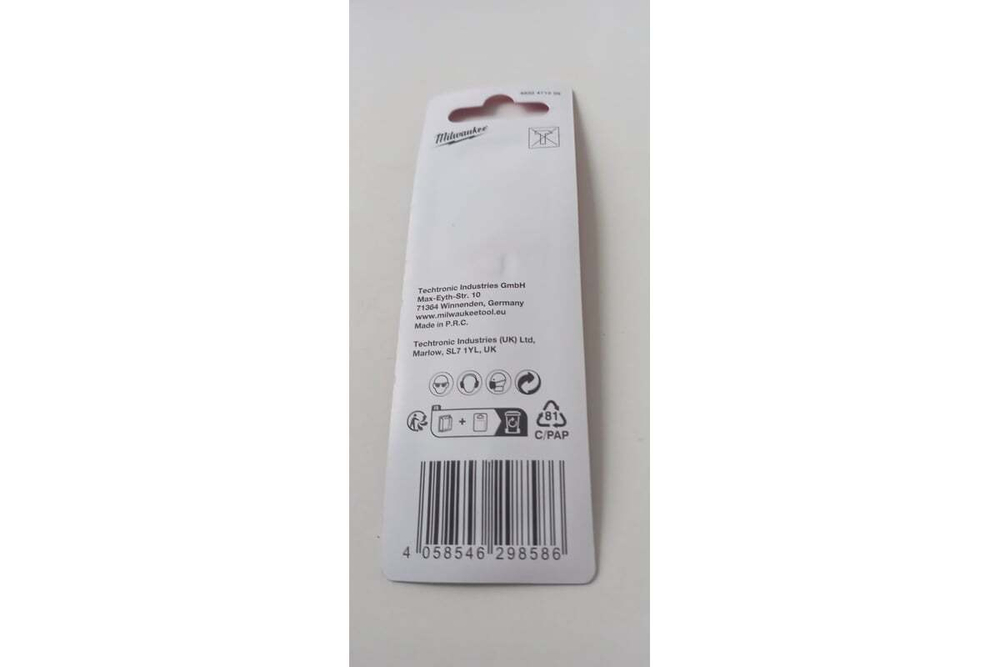 Milwaukee
Techtronic Industries GmbH
Max-Eyth-Str. 10
71364 Winnenden, Germany
www.milwaukeetool.eu
Made in P.R.C.
Techtronic Industries (UK) Ltd,
Marlow, SL7 1YL, UK
81
C/PAP
4 058546 298586